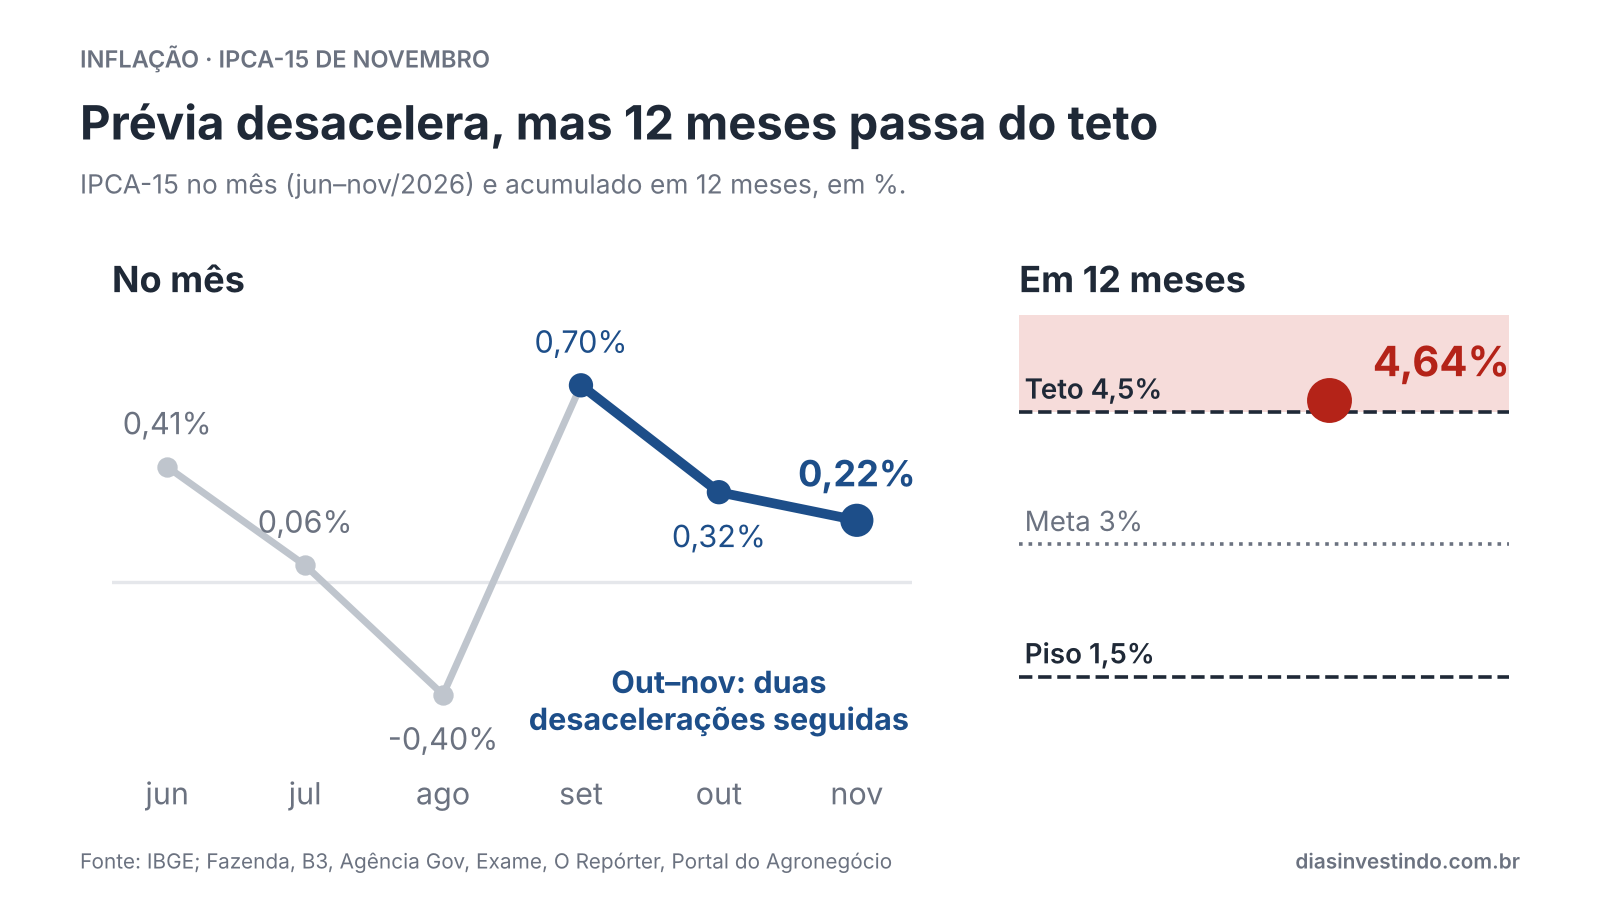 INFLAÇÃO · IPCA-15 DE NOVEMBRO
Prévia desacelera, mas 12 meses passa do teto
IPCA-15 no mês (jun–nov/2026) e acumulado em 12 meses, em %.
No mês
0,41%
0,06%
-0,40%
0,70%
0,32%
0,22%
Out–nov: duas
desacelerações seguidas
jun jul ago set out nov
Em 12 meses
4,64%
Teto 4,5%
Meta 3%
Piso 1,5%
Fonte: IBGE; Fazenda, B3, Agência Gov, Exame, O Repórter, Portal do Agronegócio
diasinvestindo.com.br